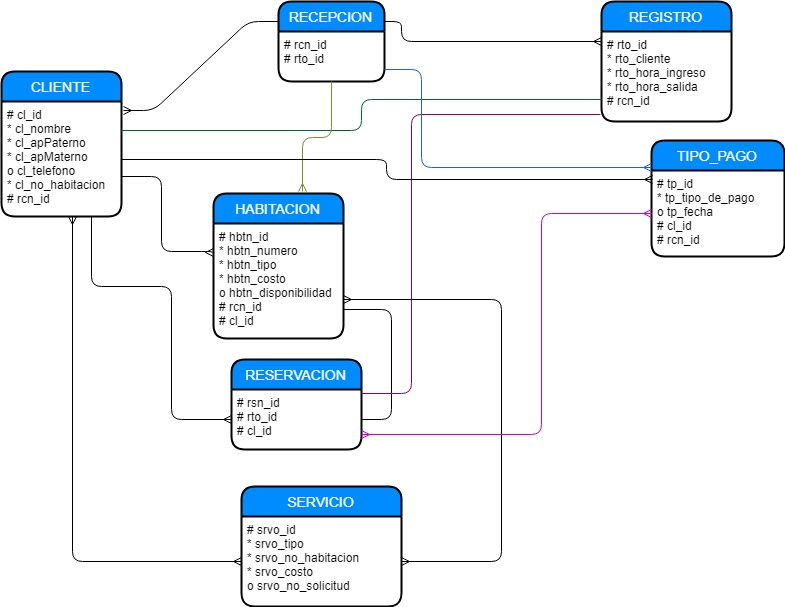 RECEPCION
# rcn_id
# rto_id
REGISTRO
# rto_id
* rto_cliente
* rto_hora_ingreso
* rto_hora_salida
# rcn_id
CLIENTE
# cl_id
* cl_nombre
* cl_apPaterno
* cl_apMaterno
o cl_telefono
* cl_no_habitacion
# rcn_id
TIPO_PAGO
# tp_id
* tp_tipo_de_pago
o tp_fecha
# cl_id
# rcn_id
HABITACION
# hbtn_id
* hbtn_numero
* hbtn_tipo
* hbtn_costo
o hbtn_disponibilidad
# rcn_id
# cl_id
RESERVACION
# rsn_id
# rto_id
# cl_id
SERVICIO
# srvo_id
* srvo_tipo
* srvo_no_habitacion
* srvo_costo
o srvo_no_solicitud